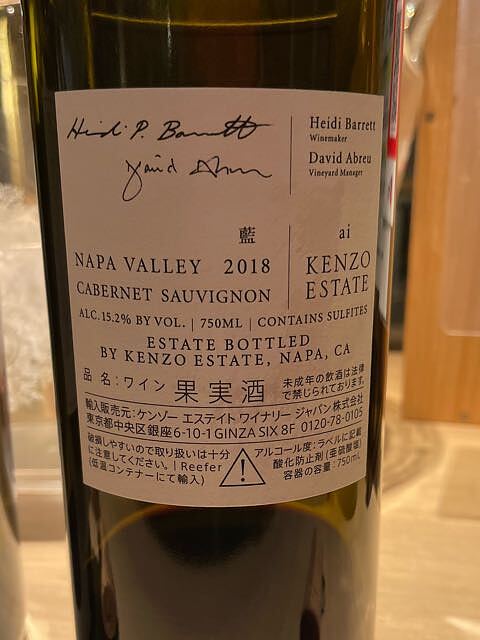 Heidi P. Barrett
David Abreu
Heidi Barrett
Winemaker
David Abreu
Vineyard Manager
藍
NAPA VALLEY 2018
CABERNET SAUVIGNON
ai
KENZO
ESTATE
ALC.15.2% BY VOL. | 750ML | CONTAINS SULFITES
ESTATE BOTTLED
BY KENZO ESTATE, NAPA, CA
品名:ワイン 果実酒 未成年の飲酒は法律
で禁じられております。
輸入販売元:ケンゾー エステイト ワイナリー ジャパン 株式会社
東京都中央区銀座6-10-1 GINZA SIX 8F 0120-78-0105
破損しやすいので取り扱いは十分
に注意してください。| Reefer
(低温コンテナーにて輸入)
アルコール度:ラベルに記載
酸化防止剤(亜硫酸塩)
容器の容量:750mL